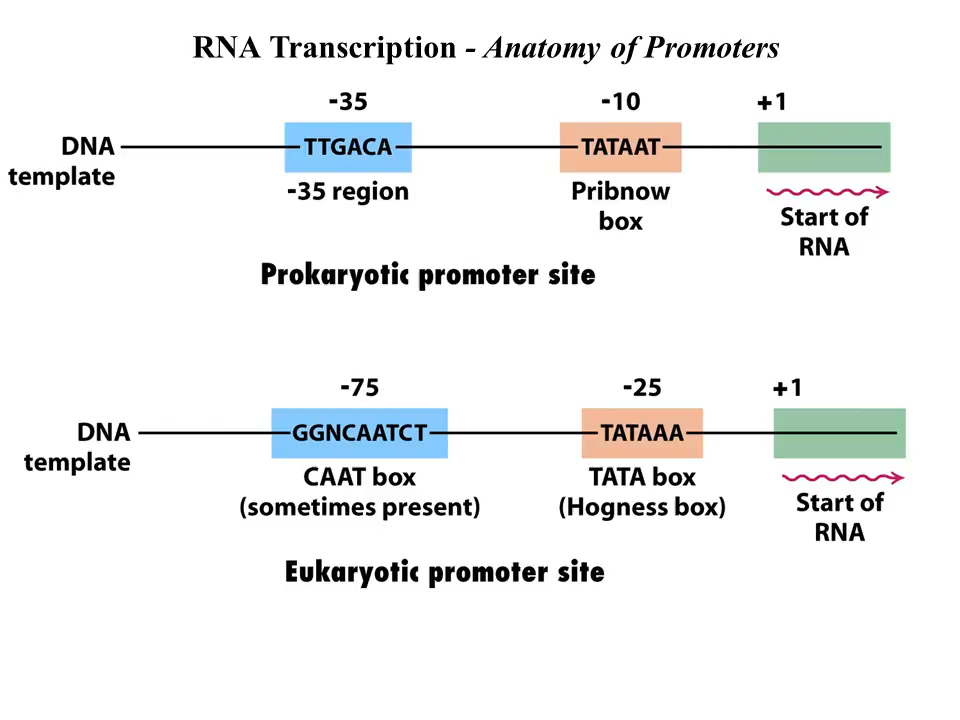 RNA Transcription - Anatomy of Promoters
-35 -10 +1
DNA template
TTGACA TATAAT
-35 region
Pribnow box
Start of RNA
Prokaryotic promoter site
-75 -25 +1
DNA template
GGNCAATCT TATAAA
CAAT box
(sometimes present)
TATA box
(Hogness box)
Start of
RNA
Eukaryotic promoter site